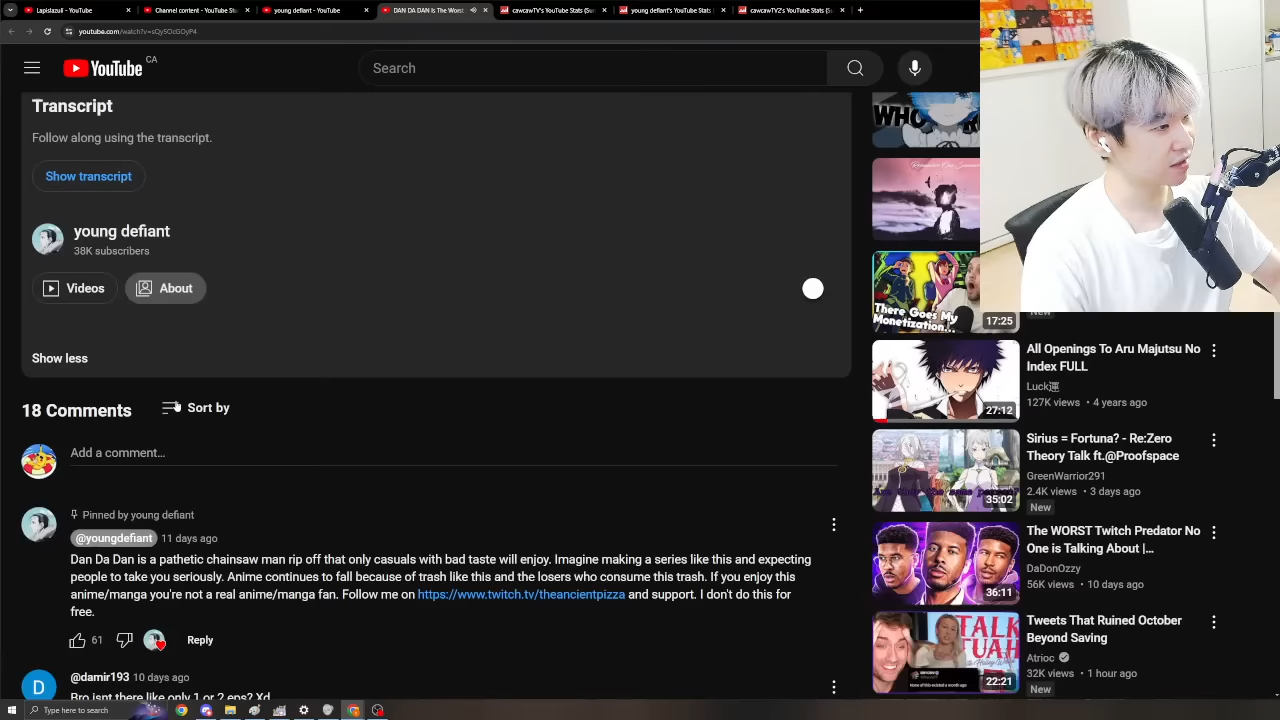 Lapislazuli - YouTube
Channel content - YouTube Stu
young defiant - YouTube
DAN DA DAN Is The Worst
cawcawTV's YouTube Stats (Su
young defiant's YouTube Stats
cawcawTV2's YouTube Stats (S
youtube.com/watch?v=sQy5OcGOyP4
YouTube CA
Search
Transcript
Follow along using the transcript.
Show transcript
young defiant
38K subscribers
Videos
About
Show less
18 Comments
Sort by
Add a comment...
Pinned by young defiant
@youngdefiant 11 days ago
Dan Da Dan is a pathetic chainsaw man rip-off that only casuals with bad taste will enjoy. Imagine making a series like this and expecting
people to take you seriously. Anime continues to fall because of trash like this and the losers who consume this trash. If you enjoy this
anime/manga you're not a real anime/manga fan. Follow me on https://www.twitch.tv/theancientpizza and support. I don't do this for
free.
61
Reply
D
@damir193 10 days ago
There Goes My
Monetization...
17:25
New
27:12
All Openings To Aru Majutsu No
Index FULL
Luck運
127K views • 4 years ago
35:02
Sirius = Fortuna? - Re:Zero
Theory Talk ft.@Proofspace
GreenWarrior291
2.4K views • 3 days ago
New
36:11
The WORST Twitch Predator No
One is Talking About |...
DaDonOzzy
56K views • 10 days ago
TALK
TUAH
22:21
Tweets That Ruined October
Beyond Saving
Atrioc
32K views • 1 hour ago
New
Type here to search